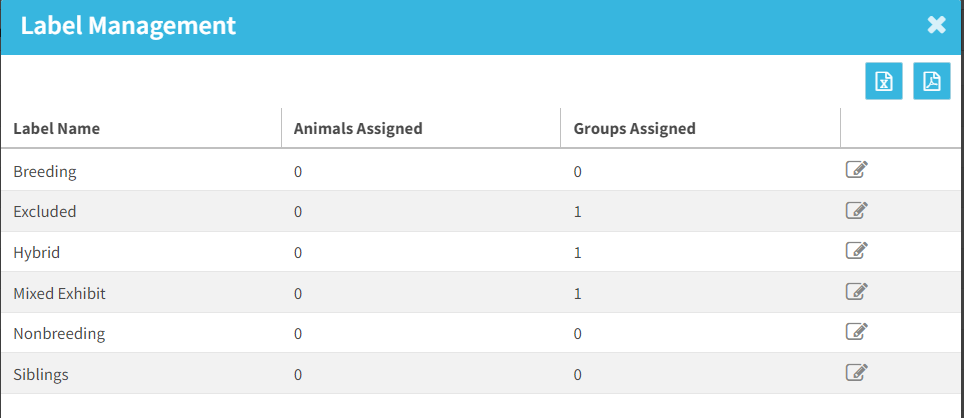 Label Management
Label Name Animals Assigned Groups Assigned
Breeding 0 0
Excluded 0 1
Hybrid 0 1
Mixed Exhibit 0 1
Nonbreeding 0 0
Siblings 0 0